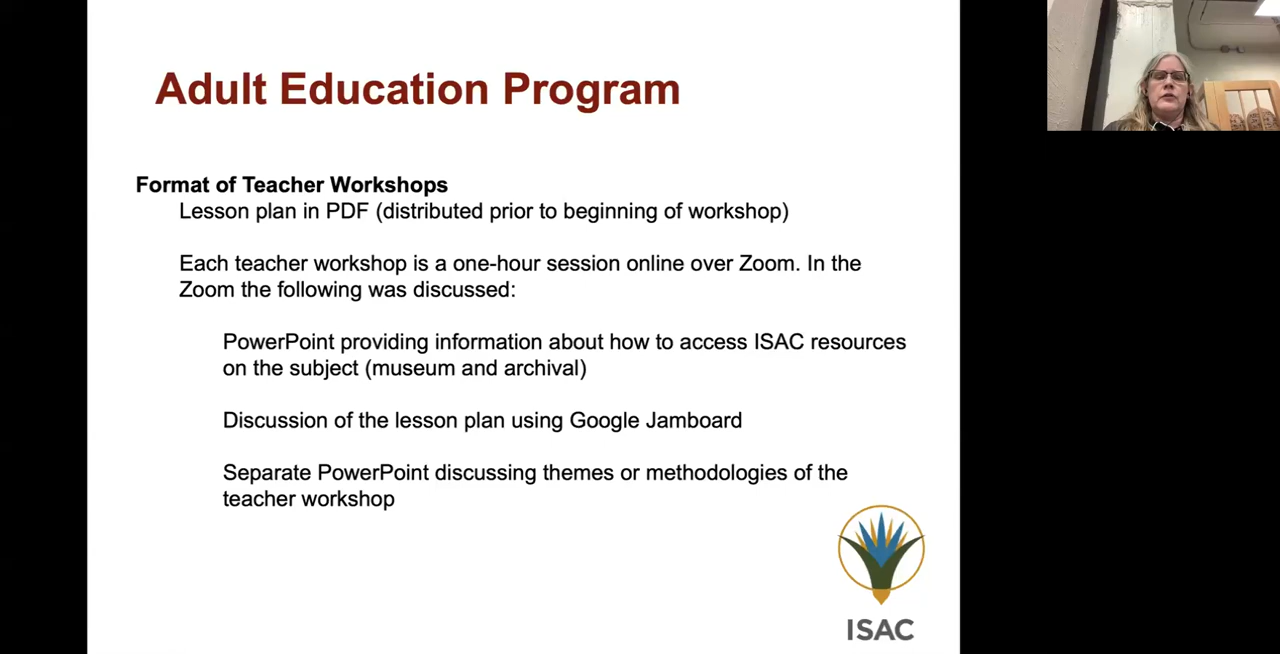 Adult Education Program
Format of Teacher Workshops
Lesson plan in PDF (distributed prior to beginning of workshop)
Each teacher workshop is a one-hour session online over Zoom. In the
Zoom the following was discussed:
PowerPoint providing information about how to access ISAC resources
on the subject (museum and archival)
Discussion of the lesson plan using Google Jamboard
Separate PowerPoint discussing themes or methodologies of the
teacher workshop
ISAC